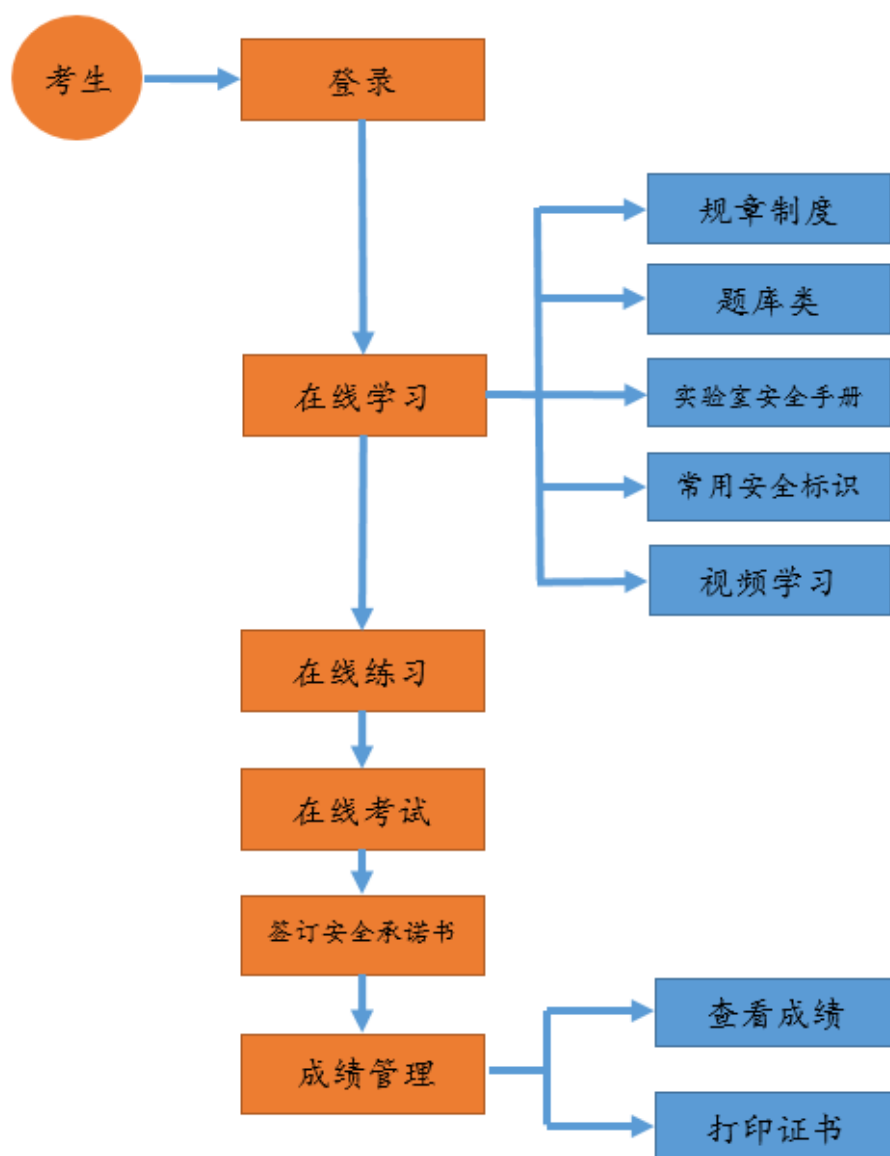 考生
登录
规章制度
题库类
在线学习
实验室安全手册
常用安全标识
视频学习
在线练习
在线考试
签订安全承诺书
查看成绩
成绩管理
打印证书